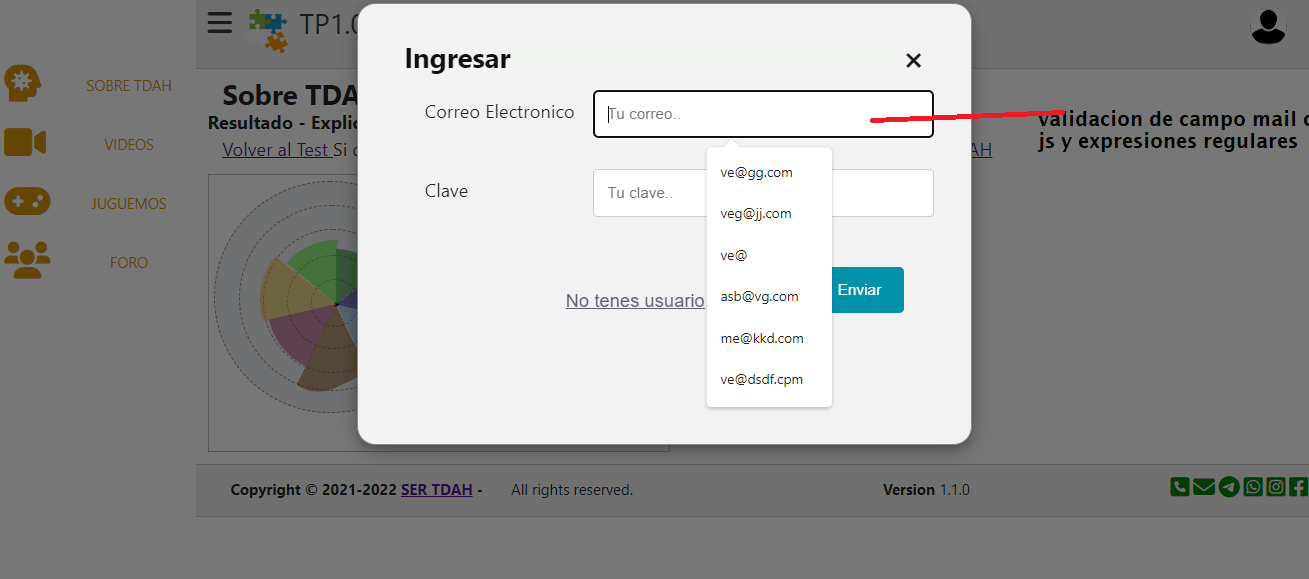 TP1.0
SOBRE TDAH
VIDEOS
JUGUEMOS
FORO
Sobre TDA
Resultado - Explic
Volver al Test Si
AH
Ingresar
×
Correo Electronico
Tu correo..
Clave
Tu clave..
ve@gg.com
veg@jj.com
ve@
asb@vg.com
me@kkd.com
ve@dsdf.cpm
No tenes usuario
Enviar
validacion de campo mail
js y expresiones regulares
Copyright © 2021-2022 SER TDAH - All rights reserved.
Version 1.1.0